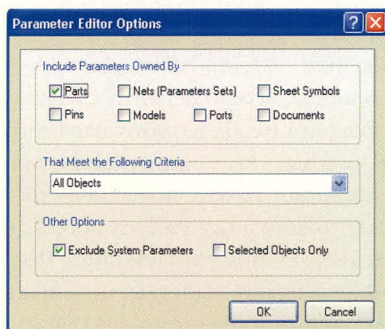 Parameter Editor Options
Include Parameters Owned By
Parts Nets (Parameters Sets) Sheet Symbols
Pins Models Ports Documents
That Meet the Following Criteria
All Objects
Other Options
Exclude System Parameters Selected Objects Only
OK Cancel